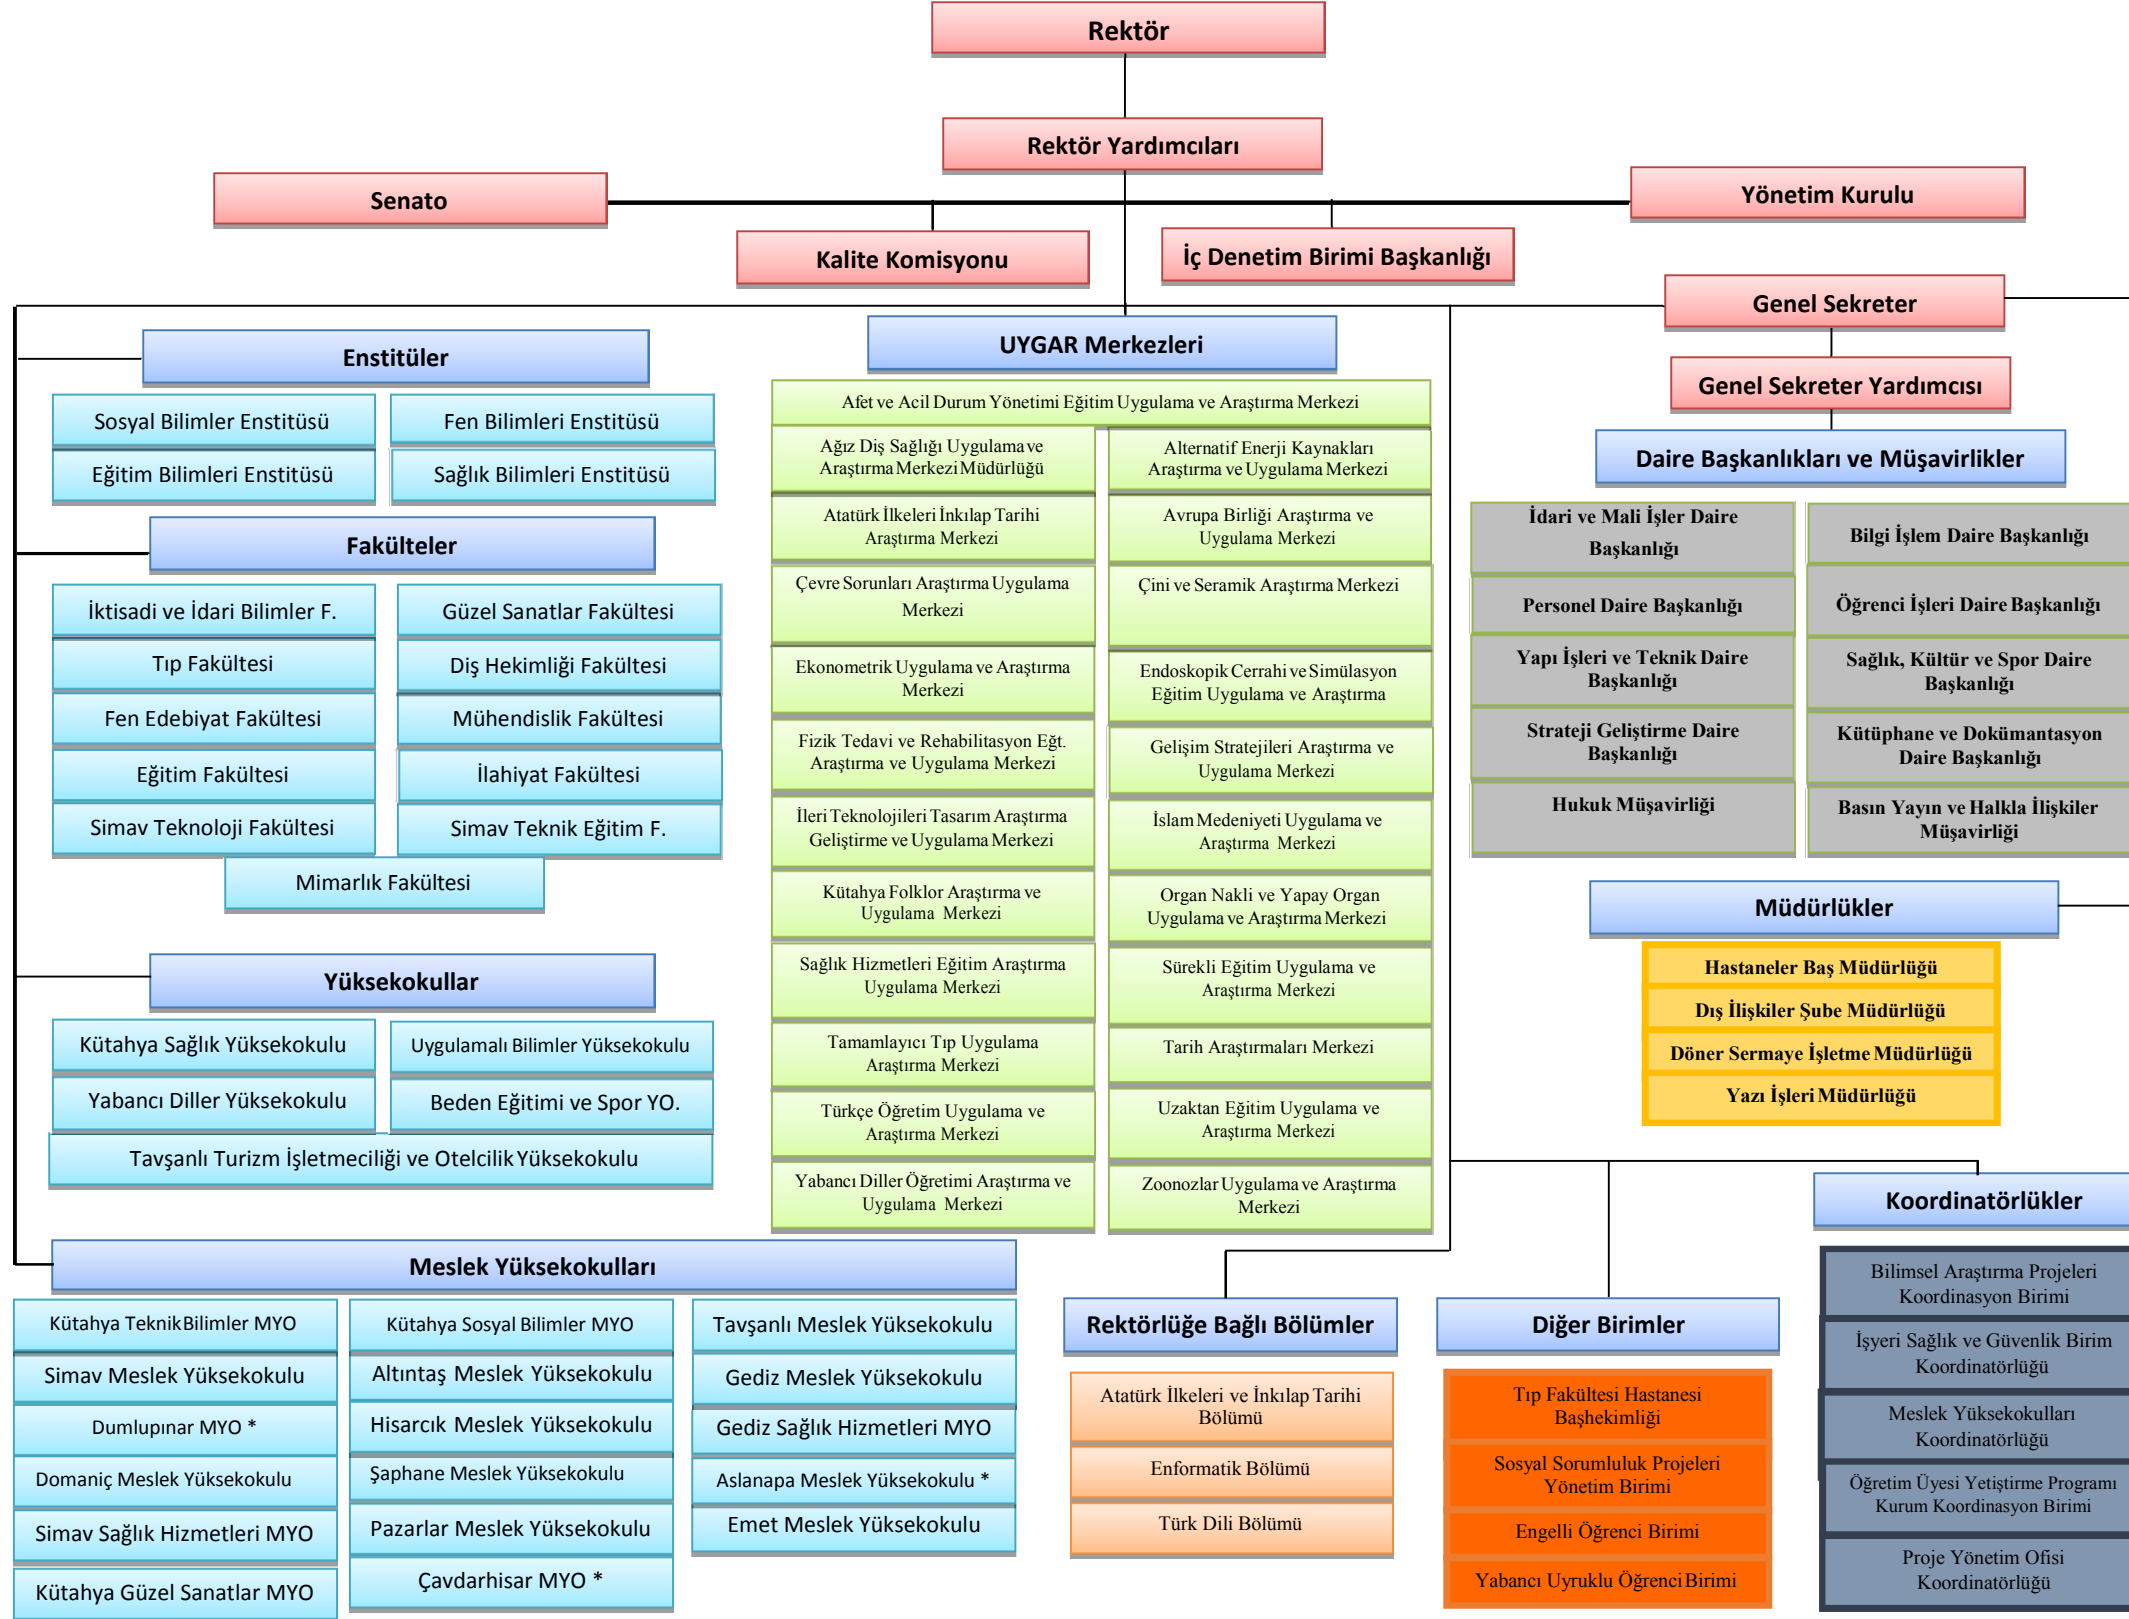 Rektör
Rektör Yardımcıları
Senato
Yönetim Kurulu
Kalite Komisyonu
İç Denetim Birimi Başkanlığı
Genel Sekreter
Genel Sekreter Yardımcısı
Enstitüler
Sosyal Bilimler Enstitüsü
Fen Bilimleri Enstitüsü
Eğitim Bilimleri Enstitüsü
Sağlık Bilimleri Enstitüsü
Fakülteler
İktisadi ve İdari Bilimler F.
Güzel Sanatlar Fakültesi
Tıp Fakültesi
Diş Hekimliği Fakültesi
Fen Edebiyat Fakültesi
Mühendislik Fakültesi
Eğitim Fakültesi
İlahiyat Fakültesi
Simav Teknoloji Fakültesi
Simav Teknik Eğitim F.
Mimarlık Fakültesi
Yüksekokullar
Kütahya Sağlık Yüksekokulu
Uygulamalı Bilimler Yüksekokulu
Yabancı Diller Yüksekokulu
Beden Eğitimi ve Spor YO.
Tavşanlı Turizm İşletmeciliği ve Otelcilik Yüksekokulu
UYGAR Merkezleri
Afet ve Acil Durum Yönetimi Eğitim Uygulama ve Araştırma Merkezi
Ağız Diş Sağlığı Uygulama ve
Araştırma Merkezi Müdürlüğü
Alternatif Enerji Kaynakları
Araştırma ve Uygulama Merkezi
Atatürk İlkeleri İnkılap Tarihi
Araştırma Merkezi
Avrupa Birliği Araştırma ve
Uygulama Merkezi
Çevre Sorunları Araştırma Uygulama
Merkezi
Çini ve Seramik Araştırma Merkezi
Ekonometrik Uygulama ve Araştırma
Merkezi
Endoskopik Cerrahi ve Simülasyon
Eğitim Uygulama ve Araştırma
Fizik Tedavi ve Rehabilitasyon Eğt.
Araştırma ve Uygulama Merkezi
Gelişim Stratejileri Araştırma ve
Uygulama Merkezi
İleri Teknolojileri Tasarım Araştırma
Geliştirme ve Uygulama Merkezi
İslam Medeniyeti Uygulama ve
Araştırma Merkezi
Kütahya Folklor Araştırma ve
Uygulama Merkezi
Organ Nakli ve Yapay Organ
Uygulama ve Araştırma Merkezi
Sağlık Hizmetleri Eğitim Araştırma
Uygulama Merkezi
Sürekli Eğitim Uygulama ve
Araştırma Merkezi
Tamamlayıcı Tıp Uygulama
Araştırma Merkezi
Tarih Araştırmaları Merkezi
Türkçe Öğretim Uygulama ve
Araştırma Merkezi
Uzaktan Eğitim Uygulama ve
Araştırma Merkezi
Yabancı Diller Öğretimi Araştırma ve
Uygulama Merkezi
Zoonozlar Uygulama ve Araştırma
Merkezi
Daire Başkanlıkları ve Müşavirlikler
İdari ve Mali İşler Daire
Başkanlığı
Bilgi İşlem Daire Başkanlığı
Personel Daire Başkanlığı
Öğrenci İşleri Daire Başkanlığı
Yapı İşleri ve Teknik Daire
Başkanlığı
Sağlık, Kültür ve Spor Daire
Başkanlığı
Strateji Geliştirme Daire
Başkanlığı
Kütüphane ve Dokümantasyon
Daire Başkanlığı
Hukuk Müşavirliği
Basın Yayın ve Halkla İlişkiler
Müşavirliği
Müdürlükler
Hastaneler Baş Müdürlüğü
Dış İlişkiler Şube Müdürlüğü
Döner Sermaye İşletme Müdürlüğü
Yazı İşleri Müdürlüğü
Meslek Yüksekokulları
Kütahya Teknik Bilimler MYO
Kütahya Sosyal Bilimler MYO
Tavşanlı Meslek Yüksekokulu
Simav Meslek Yüksekokulu
Altıntaş Meslek Yüksekokulu
Gediz Meslek Yüksekokulu
Dumlupınar MYO *
Hisarcık Meslek Yüksekokulu
Gediz Sağlık Hizmetleri MYO
Domaniç Meslek Yüksekokulu
Şaphane Meslek Yüksekokulu
Aslanapa Meslek Yüksekokulu *
Simav Sağlık Hizmetleri MYO
Pazarlar Meslek Yüksekokulu
Emet Meslek Yüksekokulu
Kütahya Güzel Sanatlar MYO
Çavdarhisar MYO *
Rektörlüğe Bağlı Bölümler
Atatürk İlkeleri ve İnkılap Tarihi
Bölümü
Enformatik Bölümü
Türk Dili Bölümü
Diğer Birimler
Tıp Fakültesi Hastanesi
Başhekimliği
Sosyal Sorumluluk Projeleri
Yönetim Birimi
Engelli Öğrenci Birimi
Yabancı Uyruklu Öğrenci Birimi
Koordinatörlükler
Bilimsel Araştırma Projeleri
Koordinasyon Birimi
İşyeri Sağlık ve Güvenlik Birim
Koordinatörlüğü
Meslek Yüksekokulları
Koordinatörlüğü
Öğretim Üyesi Yetiştirme Programı
Kurum Koordinasyon Birimi
Proje Yönetim Ofisi
Koordinatörlüğü